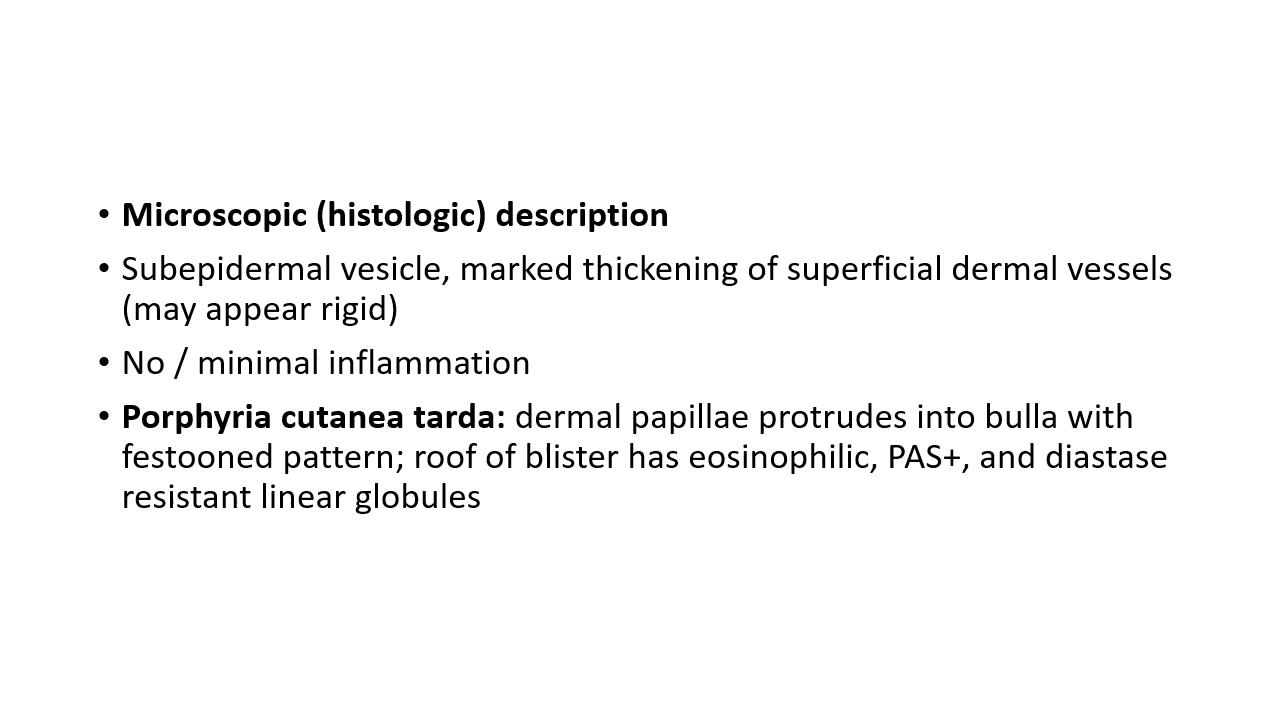 • Microscopic (histologic) description
• Subepidermal vesicle, marked thickening of superficial dermal vessels
(may appear rigid)
• No / minimal inflammation
• Porphyria cutanea tarda: dermal papillae protrudes into bulla with
festooned pattern; roof of blister has eosinophilic, PAS+, and diastase
resistant linear globules